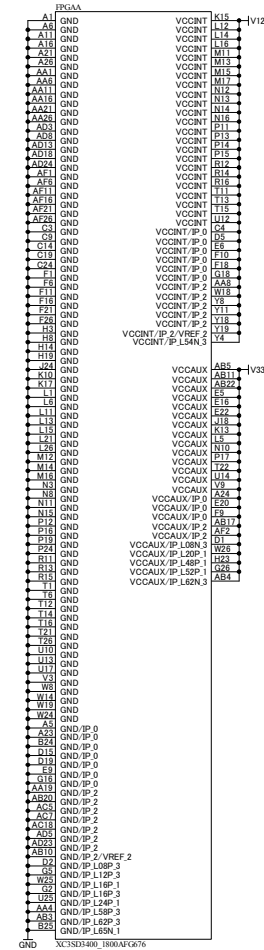 FPGAA
A1 GND
A6 GND
A11 GND
A16 GND
A21 GND
A26 GND
AA1 GND
AA6 GND
AA11 GND
AA16 GND
AA21 GND
AA26 GND
AD3 GND
AD8 GND
AD13 GND
AD18 GND
AD24 GND
AF1 GND
AF6 GND
AF11 GND
AF16 GND
AF21 GND
AF26 GND
C3 GND
C9 GND
C14 GND
C19 GND
C24 GND
F1 GND
F6 GND
F11 GND
F16 GND
F21 GND
F26 GND
H3 GND
H8 GND
H14 GND
H19 GND
J24 GND
K10 GND
K17 GND
L1 GND
L6 GND
L11 GND
L13 GND
L15 GND
L21 GND
L26 GND
M12 GND
M14 GND
M16 GND
N3 GND
N8 GND
N11 GND
N15 GND
P12 GND
P16 GND
P19 GND
P24 GND
R11 GND
R13 GND
R15 GND
T1 GND
T6 GND
T12 GND
T14 GND
T16 GND
T21 GND
T26 GND
U10 GND
U13 GND
U17 GND
V3 GND
W8 GND
W14 GND
W19 GND
W24 GND
A5 GND/IP_0
A23 GND/IP_0
B24 GND/IP_0
D15 GND/IP_0
D19 GND/IP_0
E9 GND/IP_0
G16 GND/IP_0
AA19 GND/IP_2
AB20 GND/IP_2
AC5 GND/IP_2
AC7 GND/IP_2
AC18 GND/IP_2
AD5 GND/IP_2
AD23 GND/IP_2
AB10 GND/IP_2/VREF_2
D2 GND/IP_L08P_3
G5 GND/IP_L12P_3
W25 GND/IP_L16P_1
G2 GND/IP_L16P_3
U25 GND/IP_L24P_1
AA4 GND/IP_L58P_3
AB3 GND/IP_L62P_3
B25 GND/IP_L65N_1
GND
VCCINT K15 V12
VCCINT L12
VCCINT L14
VCCINT L16
VCCINT M11
VCCINT M13
VCCINT M15
VCCINT M17
VCCINT N12
VCCINT N13
VCCINT N14
VCCINT N16
VCCINT P11
VCCINT P13
VCCINT P14
VCCINT P15
VCCINT R12
VCCINT R14
VCCINT R16
VCCINT T11
VCCINT T13
VCCINT T15
VCCINT U12
VCCINT/IP_0 C4
VCCINT/IP_0 D5
VCCINT/IP_0 E6
VCCINT/IP_0 F10
VCCINT/IP_0 F18
VCCINT/IP_0 G18
VCCINT/IP_2 AA8
VCCINT/IP_2 W18
VCCINT/IP_2 Y8
VCCINT/IP_2 Y11
VCCINT/IP_2 Y18
VCCINT/IP_2/VREF_2 Y19
VCCINT/IP_L54N_3 Y4
VCCAUX AB5 V33
VCCAUX AB11
VCCAUX AB22
VCCAUX E5
VCCAUX E16
VCCAUX E22
VCCAUX J18
VCCAUX K13
VCCAUX L5
VCCAUX N10
VCCAUX P17
VCCAUX T22
VCCAUX U14
VCCAUX V9
VCCAUX/IP_0 A24
VCCAUX/IP_0 E20
VCCAUX/IP_0 F9
VCCAUX/IP_2 AB17
VCCAUX/IP_2 AF2
VCCAUX/IP_L08N_3 D1
VCCAUX/IP_L20P_1 W26
VCCAUX/IP_L48P_1 H23
VCCAUX/IP_L52P_1 G26
VCCAUX/IP_L62N_3 AB4
XC3SD3400_1800AFG676